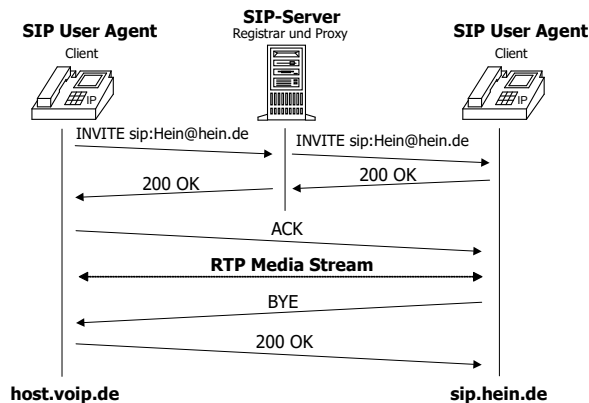 SIP-Server
SIP User Agent
Registrar und Proxy
SIP User Agent
Client
Client
IP
IP
INVITE sip:Hein@hein.de
INVITE sip:Hein@hein.de
200 OK
200 OK
ACK
RTP Media Stream
BYE
200 OK
host.voip.de
sip.hein.de